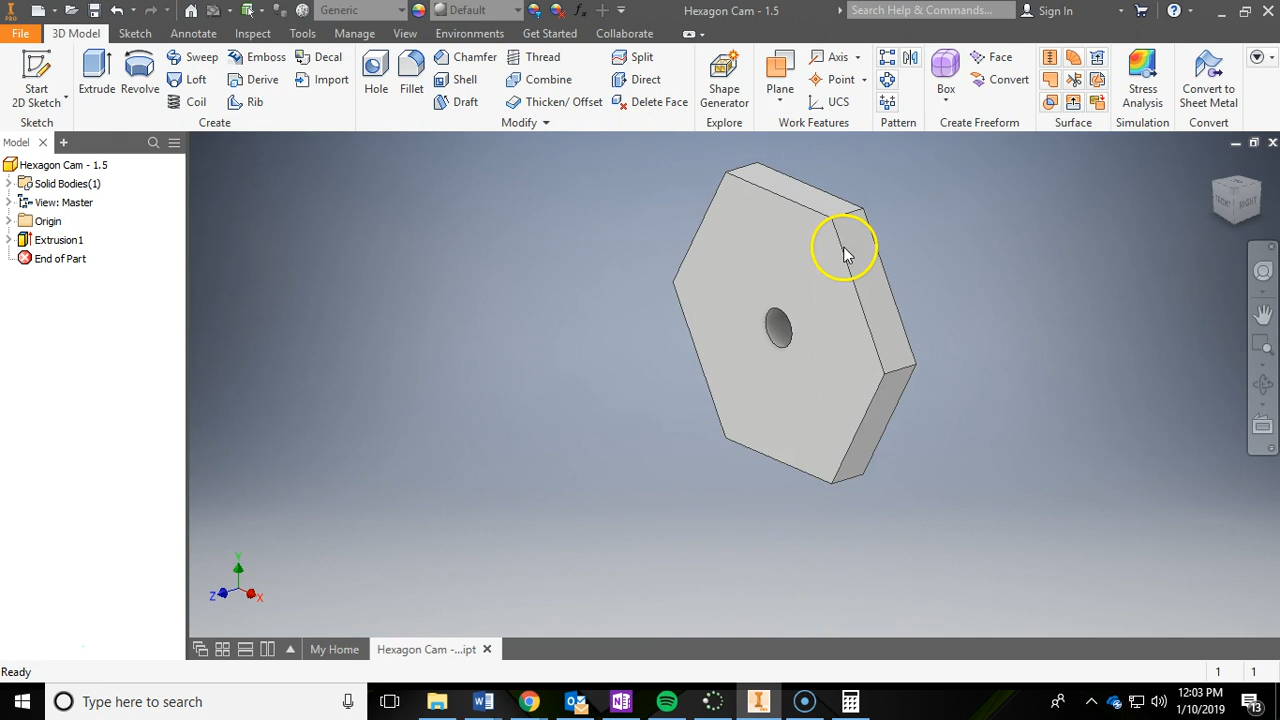 Generic
Default
Hexagon Cam - 1.5
Search Help & Commands...
Sign In
File
3D Model
Sketch
Annotate
Inspect
Tools
Manage
View
Environments
Get Started
Collaborate
Start
2D Sketch
Sketch
Extrude
Revolve
Sweep
Emboss
Decal
Loft
Derive
Import
Coil
Rib
Create
Hole
Fillet
Chamfer
Thread
Split
Shell
Combine
Direct
Draft
Thicken/ Offset
Delete Face
Modify
Shape
Generator
Explore
Plane
Axis
Point
UCS
Work Features
Pattern
Box
Face
Convert
Create Freeform
Surface
Stress
Analysis
Simulation
Convert to
Sheet Metal
Convert
Model
Hexagon Cam - 1.5
Solid Bodies(1)
View: Master
Origin
Extrusion1
End of Part
FRONT
RIGHT
Y
Z
X
My Home
Hexagon Cam -...ipt
Ready
1
1
Type here to search
12:03 PM
1/10/2019
13